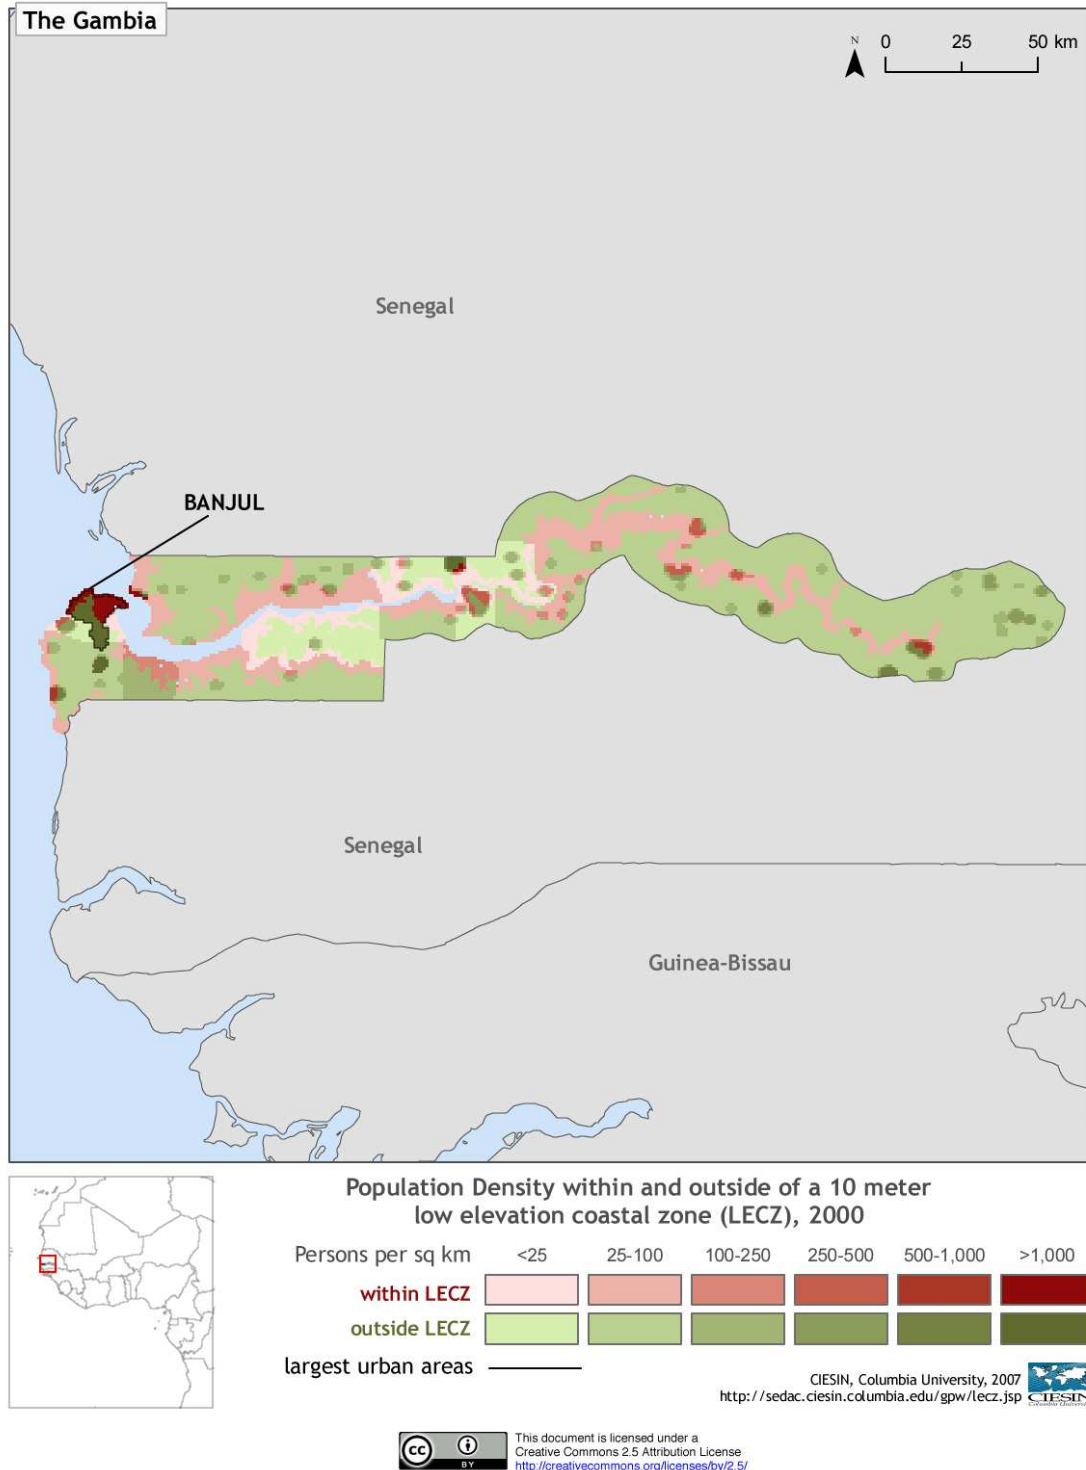 The Gambia
N
0 25 50 km
Senegal
BANJUL
Senegal
Guinea-Bissau
Population Density within and outside of a 10 meter
low elevation coastal zone (LECZ), 2000
Persons per sq km <25 25-100 100-250 250-500 500-1,000 >1,000
within LECZ
outside LECZ
largest urban areas
CIESIN, Columbia University, 2007
http://sedac.ciesin.columbia.edu/gpw/lecz.jsp
CIESIN
cc
BY
This document is licensed under a
Creative Commons 2.5 Attribution License
http://creativecommons.org/licenses/by/2.5/